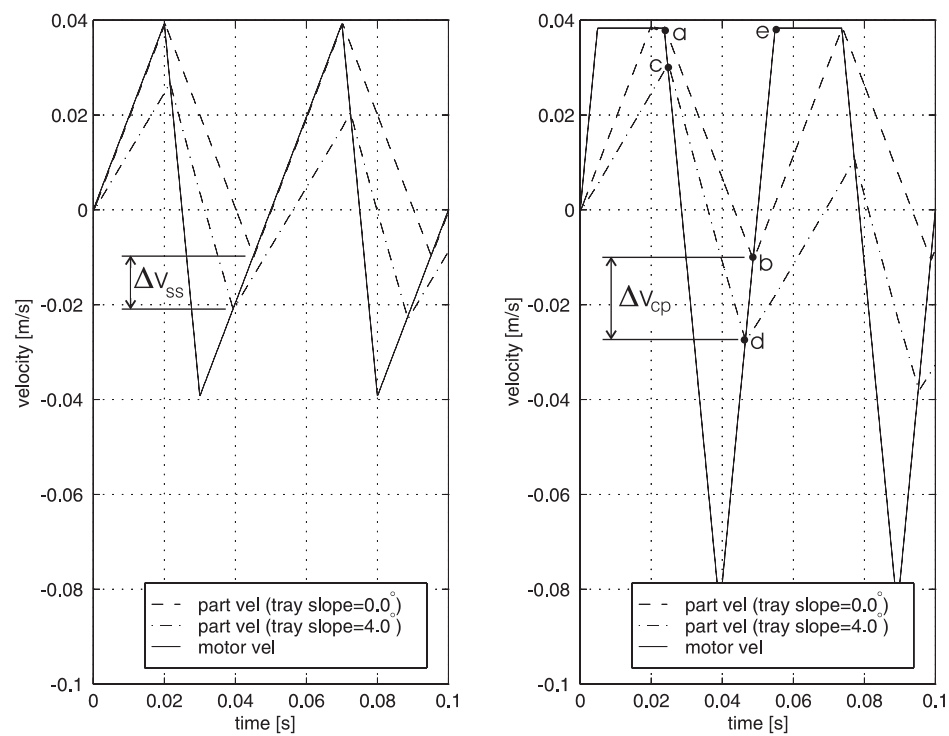 0.04
0.02
0
-0.02
-0.04
-0.06
-0.08
-0.1
velocity [m/s]
ΔVss
part vel (tray slope=0.0°)
part vel (tray slope=4.0°)
motor vel
0 0.02 0.04 0.06 0.08 0.1
time [s]
0.04
0.02
0
-0.02
-0.04
-0.06
-0.08
-0.1
velocity [m/s]
a
e
c
b
ΔVcp
d
part vel (tray slope=0.0°)
part vel (tray slope=4.0°)
motor vel
0 0.02 0.04 0.06 0.08 0.1
time [s]